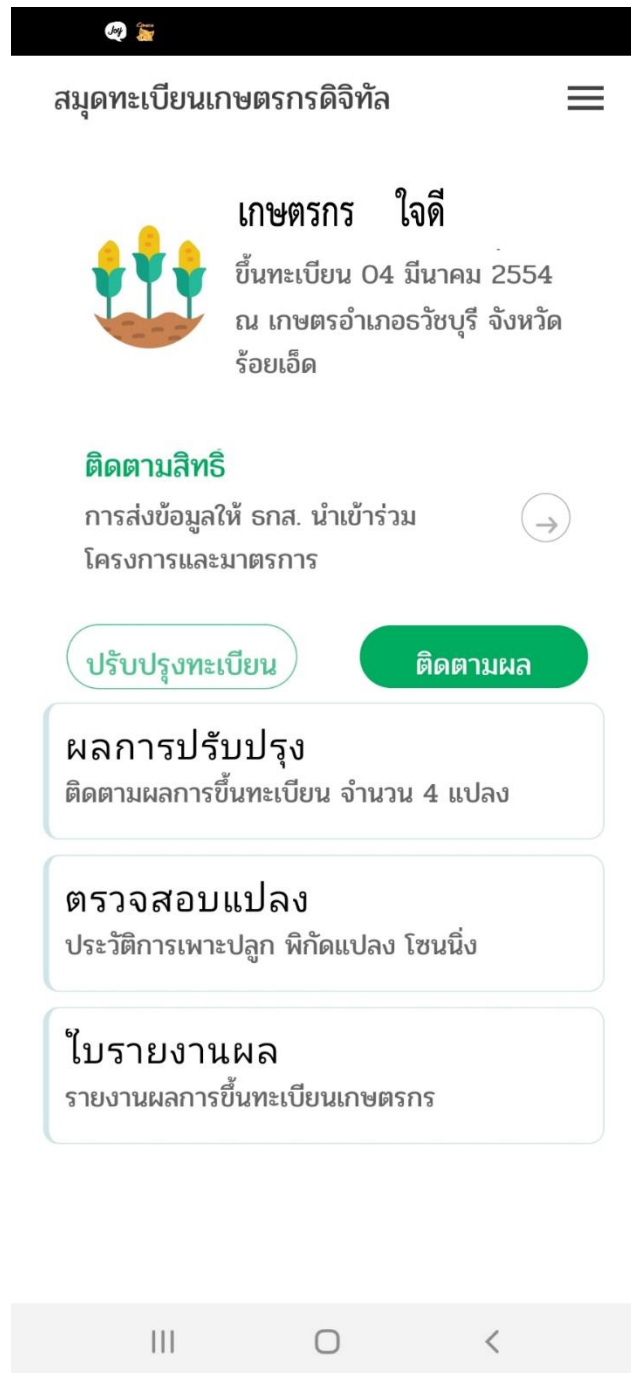 Joy
สมุดทะเบียนเกษตรกรดิจิทัล
เกษตรกร ใจดี
ขึ้นทะเบียน 04 มีนาคม 2554
ณ เกษตรอำเภอธวัชบุรี จังหวัด
ร้อยเอ็ด
ติดตามสิทธิ์
การส่งข้อมูลให้ ธกส. นำเข้าร่วม
โครงการและมาตรการ
ปรับปรุงทะเบียน ติดตามผล
ผลการปรับปรุง
ติดตามผลการขึ้นทะเบียน จำนวน 4 แปลง
ตรวจสอบแปลง
ประวัติการเพาะปลูก พิกัดแปลง โซนนิ่ง
ใบรายงานผล
รายงานผลการขึ้นทะเบียนเกษตรกร